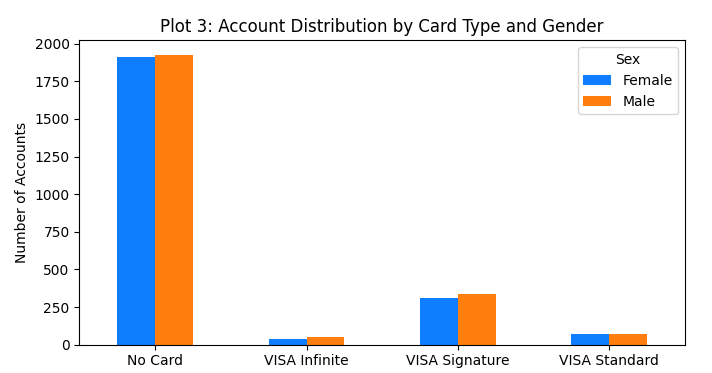 Plot 3: Account Distribution by Card Type and Gender
Number of Accounts
2000
1750
1500
1250
1000
750
500
250
0
Sex
Female
Male
No Card
VISA Infinite
VISA Signature
VISA Standard